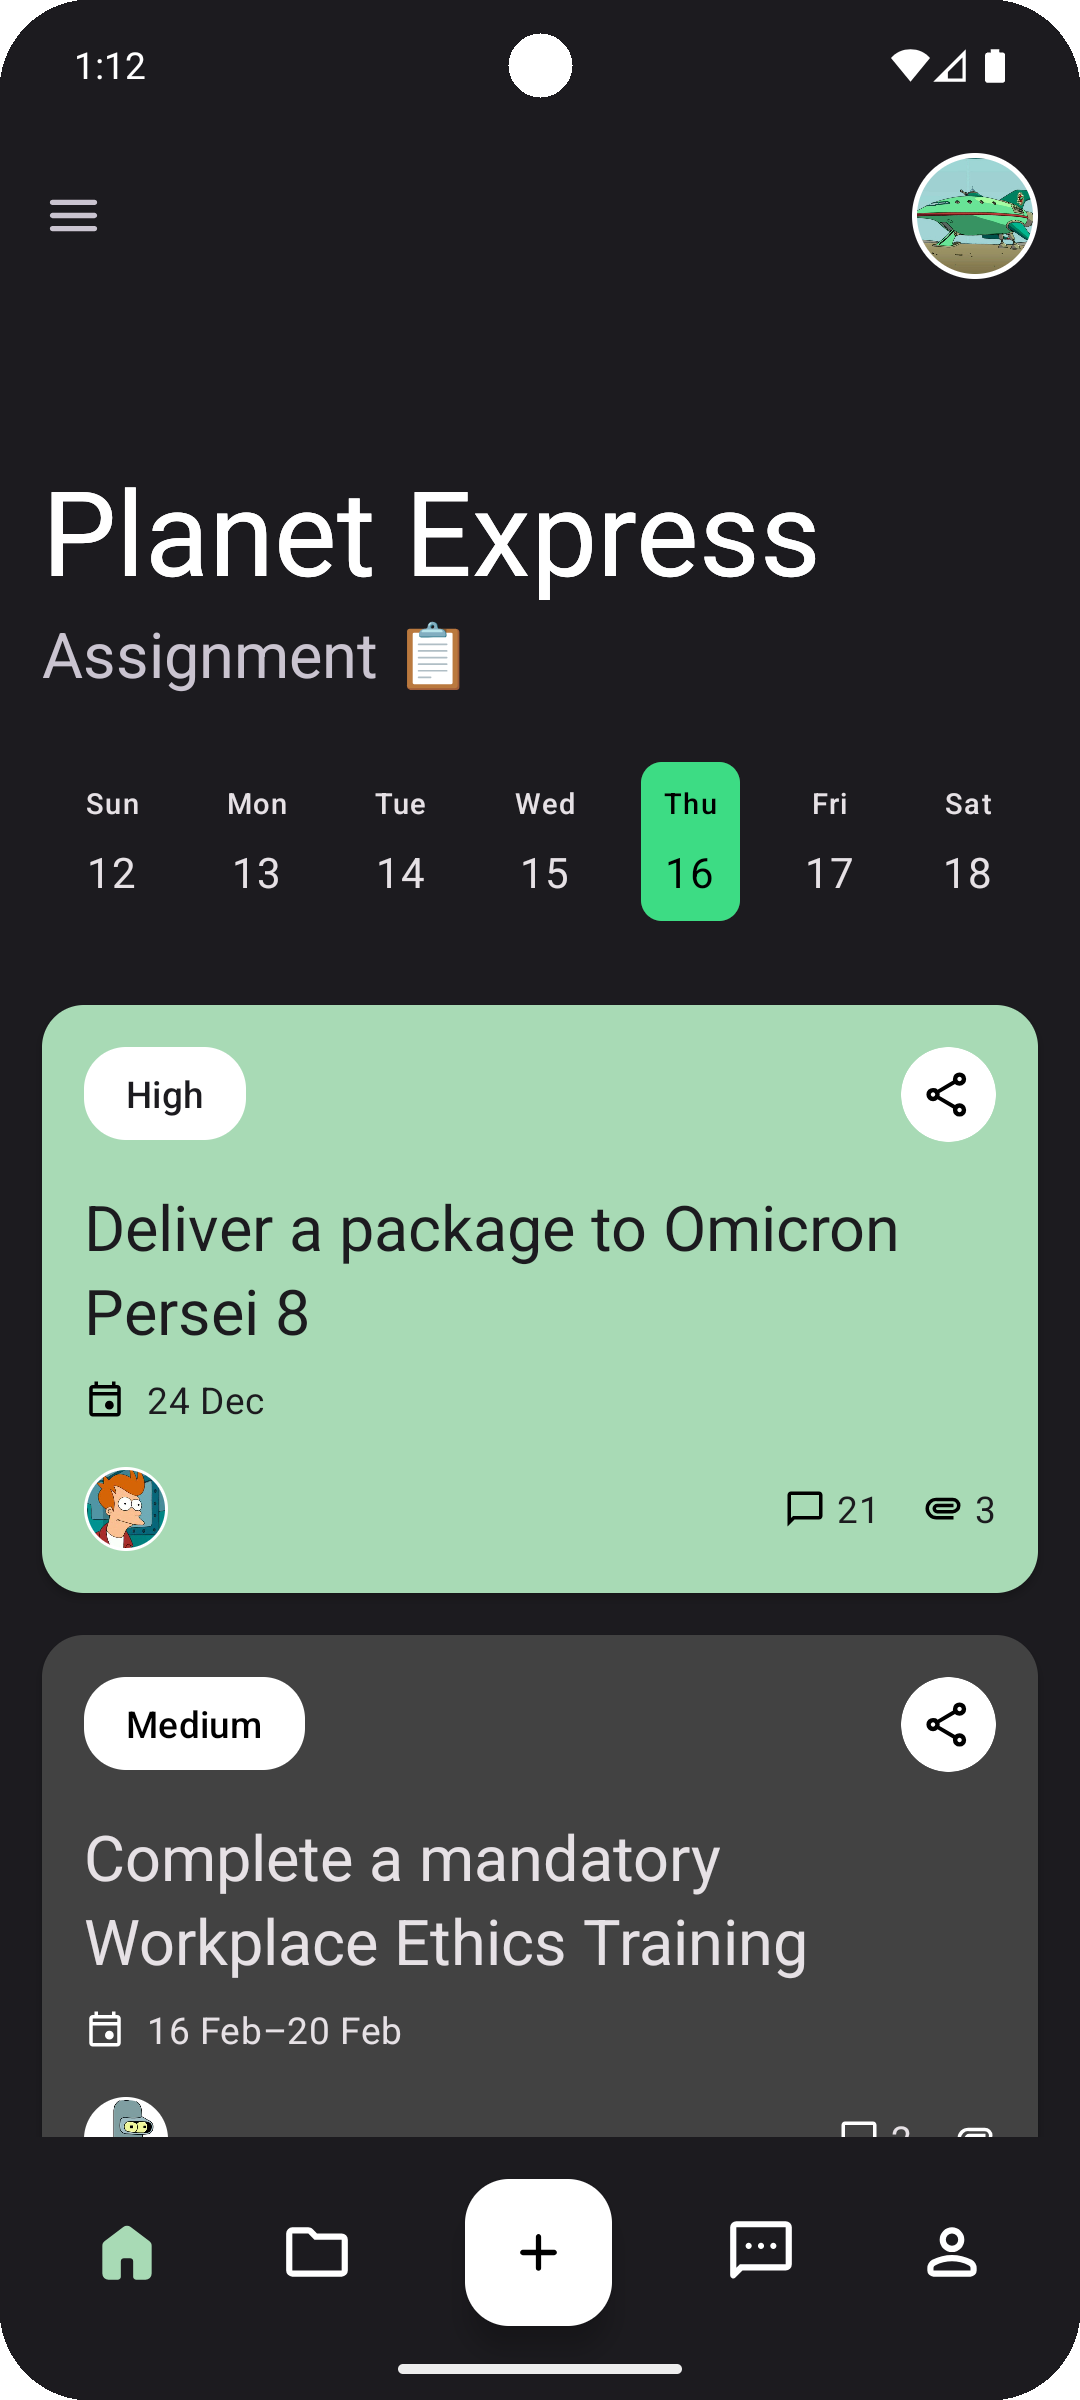 1:12
Planet Express
Assignment 📋
Sun Mon Tue Wed Thu Fri Sat
12 13 14 15 16 17 18
High
Deliver a package to Omicron
Persei 8
24 Dec
21 3
Medium
Complete a mandatory
Workplace Ethics Training
16 Feb–20 Feb